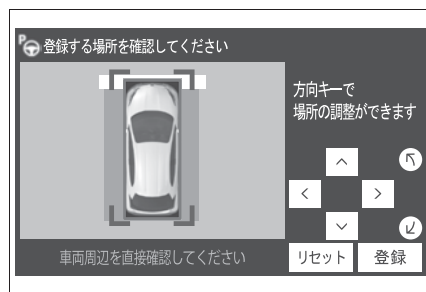 P
登録する場所を確認してください
方向キーで
場所の調整ができます
車両周辺を直接確認してください
リセット
登録